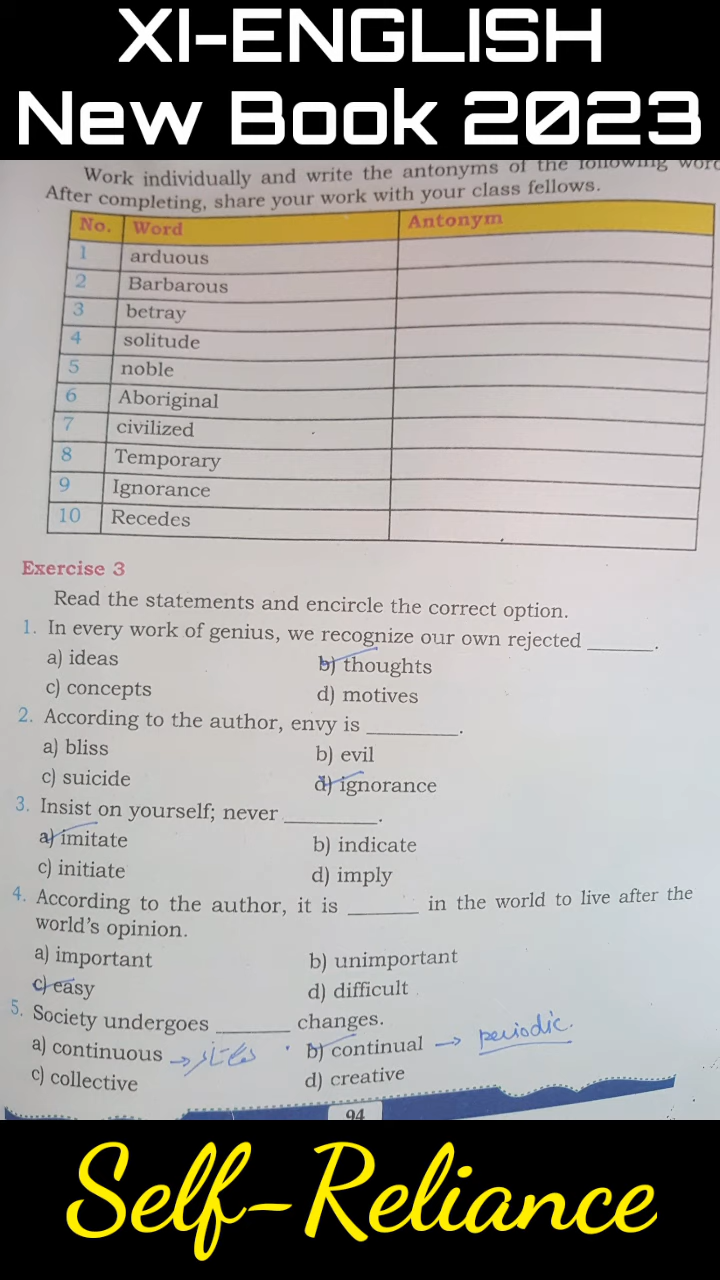 XI-ENGLISH
New Book 2023
Work individually and write the antonyms of the following
After completing, share your work with your class fellows.
No. Word Antonym
1 arduous
2 Barbarous
3 betray
4 solitude
5 noble
6 Aboriginal
7 civilized
8 Temporary
9 Ignorance
10 Recedes
Exercise 3
Read the statements and encircle the correct option.
1. In every work of genius, we recognize our own rejected ______.
a) ideas b) thoughts
c) concepts d) motives
2. According to the author, envy is ________.
a) bliss b) evil
c) suicide d) ignorance
3. Insist on yourself; never ________.
a) imitate b) indicate
c) initiate d) imply
4. According to the author, it is ______ in the world to live after the
world's opinion.
a) important b) unimportant
c) easy d) difficult
5. Society undergoes ______ changes.
a) continuous → b) continual → periodic.
c) collective d) creative
94
Self-Reliance